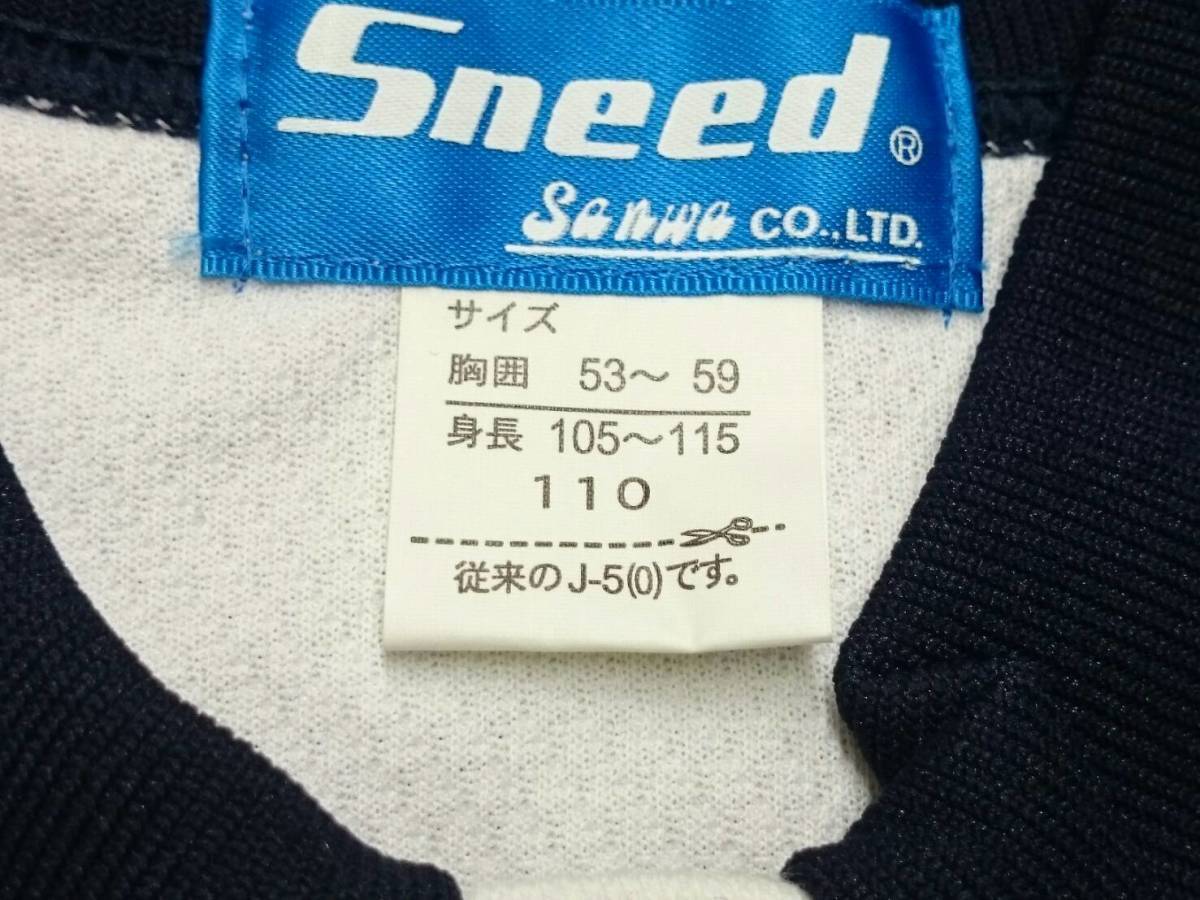 Sneed®
Sanwa CO.,LTD.
サイズ
胸囲 53～59
身長 105～115
110
従来のJ-5(0)です。